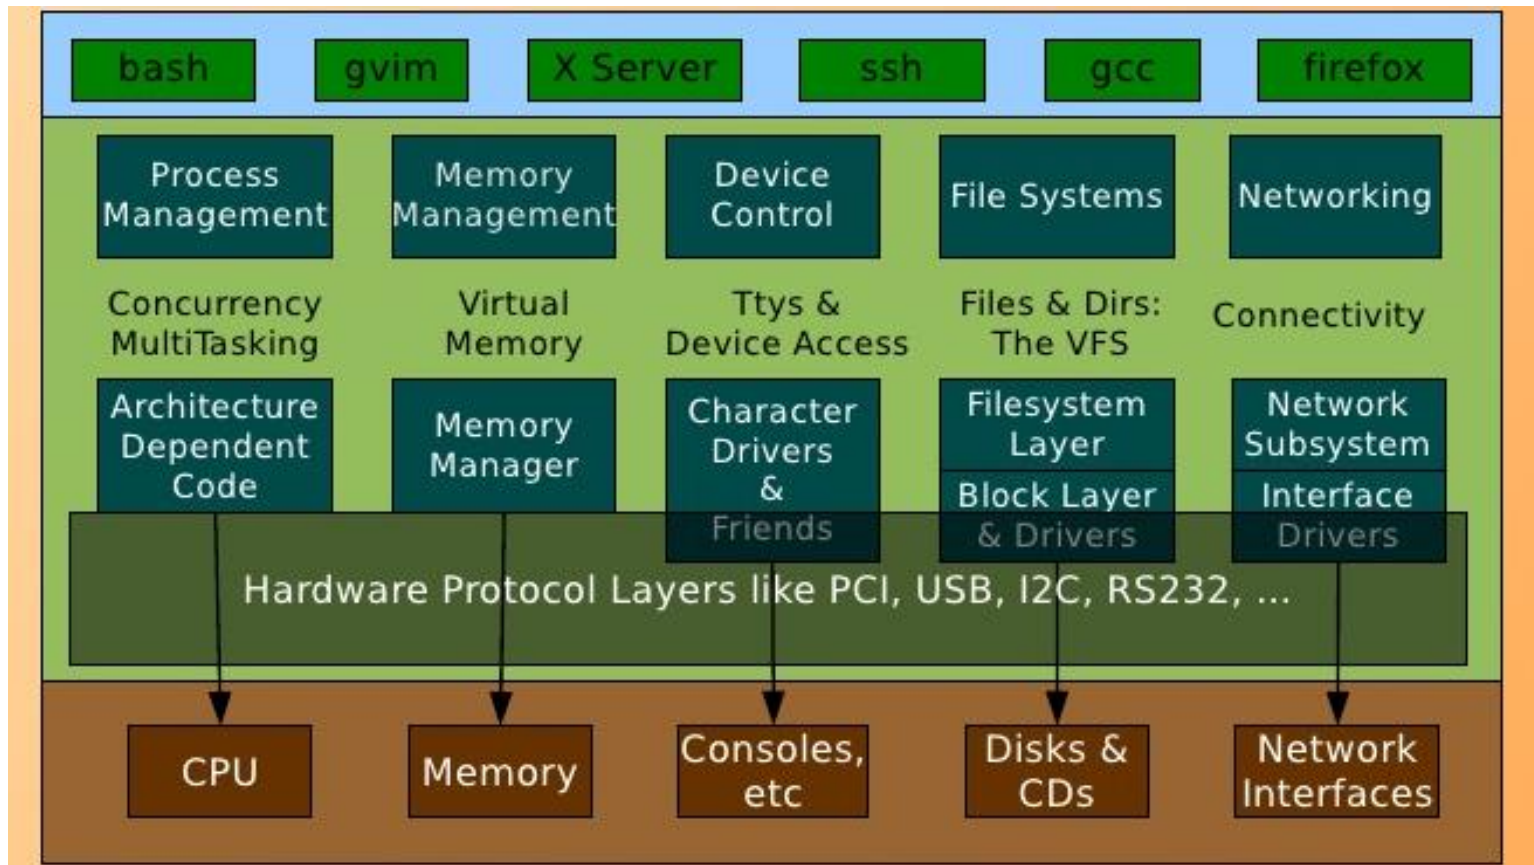 bash
gvim
X Server
ssh
gcc
firefox
Process
Management
Memory
Management
Device
Control
File Systems
Networking
Concurrency
MultiTasking
Virtual
Memory
Ttys &
Device Access
Files & Dirs:
The VFS
Connectivity
Architecture
Dependent
Code
Memory
Manager
Character
Drivers
&
Friends
Filesystem
Layer
Block Layer
& Drivers
Network
Subsystem
Interface
Drivers
Hardware Protocol Layers like PCI, USB, I2C, RS232, ...
CPU
Memory
Consoles,
etc
Disks &
CDs
Network
Interfaces